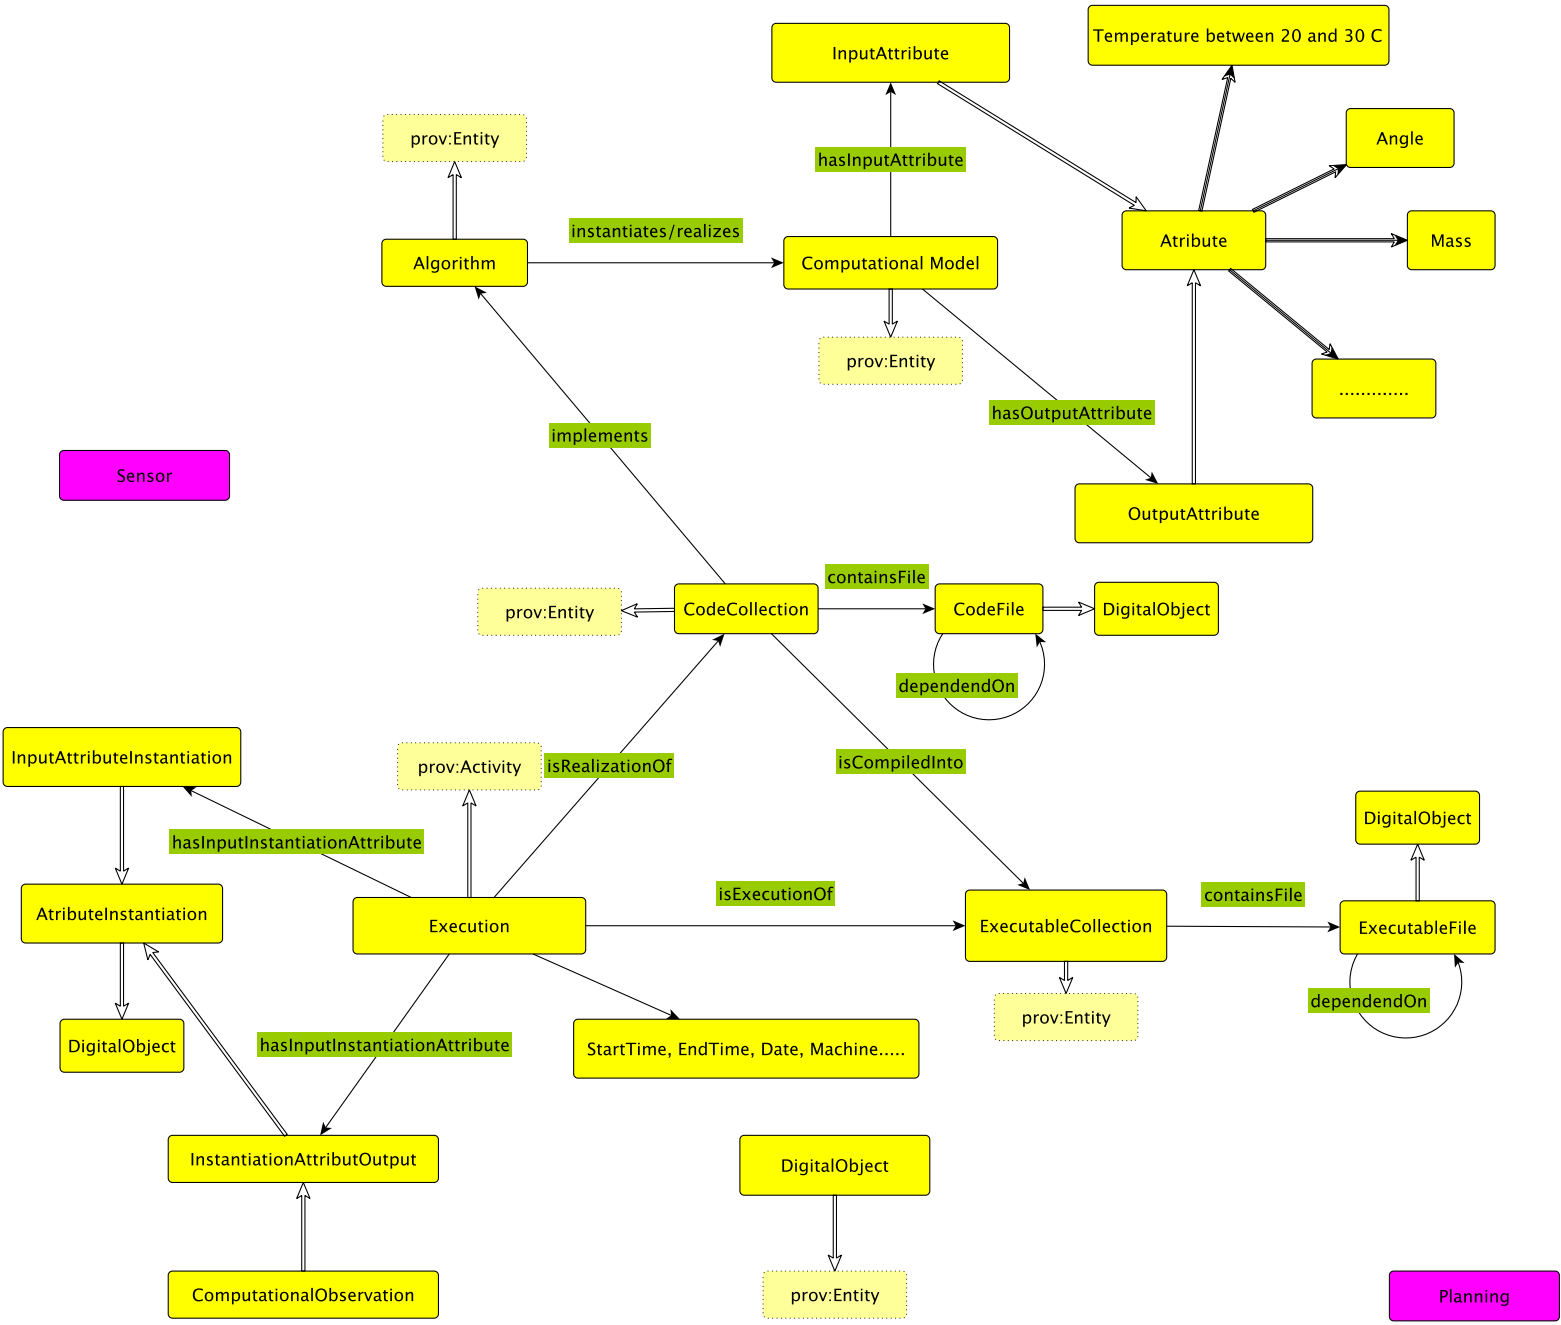 Temperature between 20 and 30 C
InputAttribute
prov:Entity
Angle
hasInputAttribute
instantiates/realizes
Atribute
Mass
Algorithm
Computational Model
prov:Entity
.............
hasOutputAttribute
implements
Sensor
OutputAttribute
containsFile
prov:Entity
CodeCollection
CodeFile
DigitalObject
dependendOn
InputAttributeInstantiation
prov:Activity
isRealizationOf
isCompiledInto
DigitalObject
hasInputInstantiationAttribute
isExecutionOf
containsFile
AtributeInstantiation
Execution
ExecutableCollection
ExecutableFile
dependendOn
prov:Entity
DigitalObject
hasInputInstantiationAttribute
StartTime, EndTime, Date, Machine.....
InstantiationAttributOutput
DigitalObject
ComputationalObservation
prov:Entity
Planning